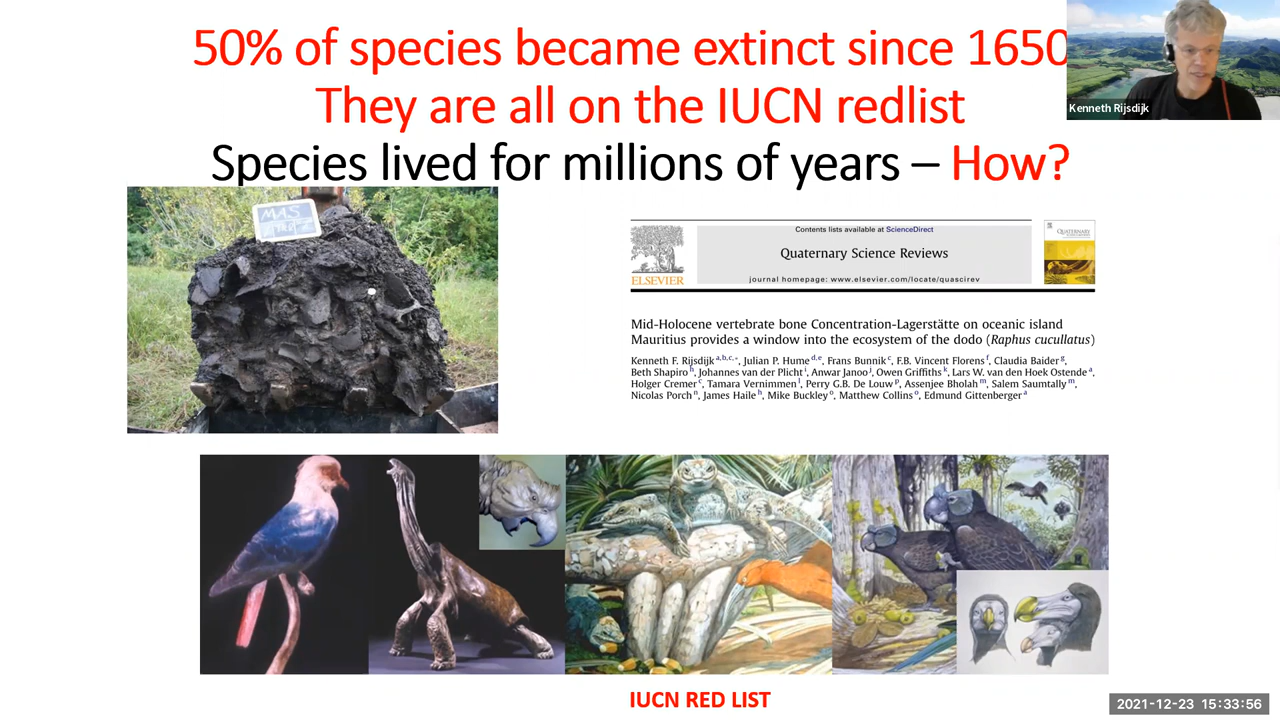 50% of species became extinct since 1650
They are all on the IUCN redlist
Species lived for millions of years – How?
Kenneth Rijsdijk
MAS
Contents lists available at ScienceDirect
Quaternary Science Reviews
journal homepage: www.elsevier.com/locate/quascirev
ELSEVIER
QUATERNARY
Mid-Holocene vertebrate bone Concentration-Lagerstätte on oceanic island
Mauritius provides a window into the ecosystem of the dodo (Raphus cucullatus)
Kenneth F. Rijsdijk a,b,c,*, Julian P. Hume d,e, Frans Bunnik c, F.B. Vincent Florens f, Claudia Baider g,
Beth Shapiro h, Johannes van der Plicht i, Anwar Janoo j, Owen Griffiths k, Lars W. van den Hoek Ostende a,
Holger Cremer c, Tamara Vernimmen l, Perry G.B. De Louw p, Assenjee Bholah m, Salem Saumtally m,
Nicolas Porch n, James Haile h, Mike Buckley o, Matthew Collins o, Edmund Gittenberger a
IUCN RED LIST
2021-12-23 15:33:56